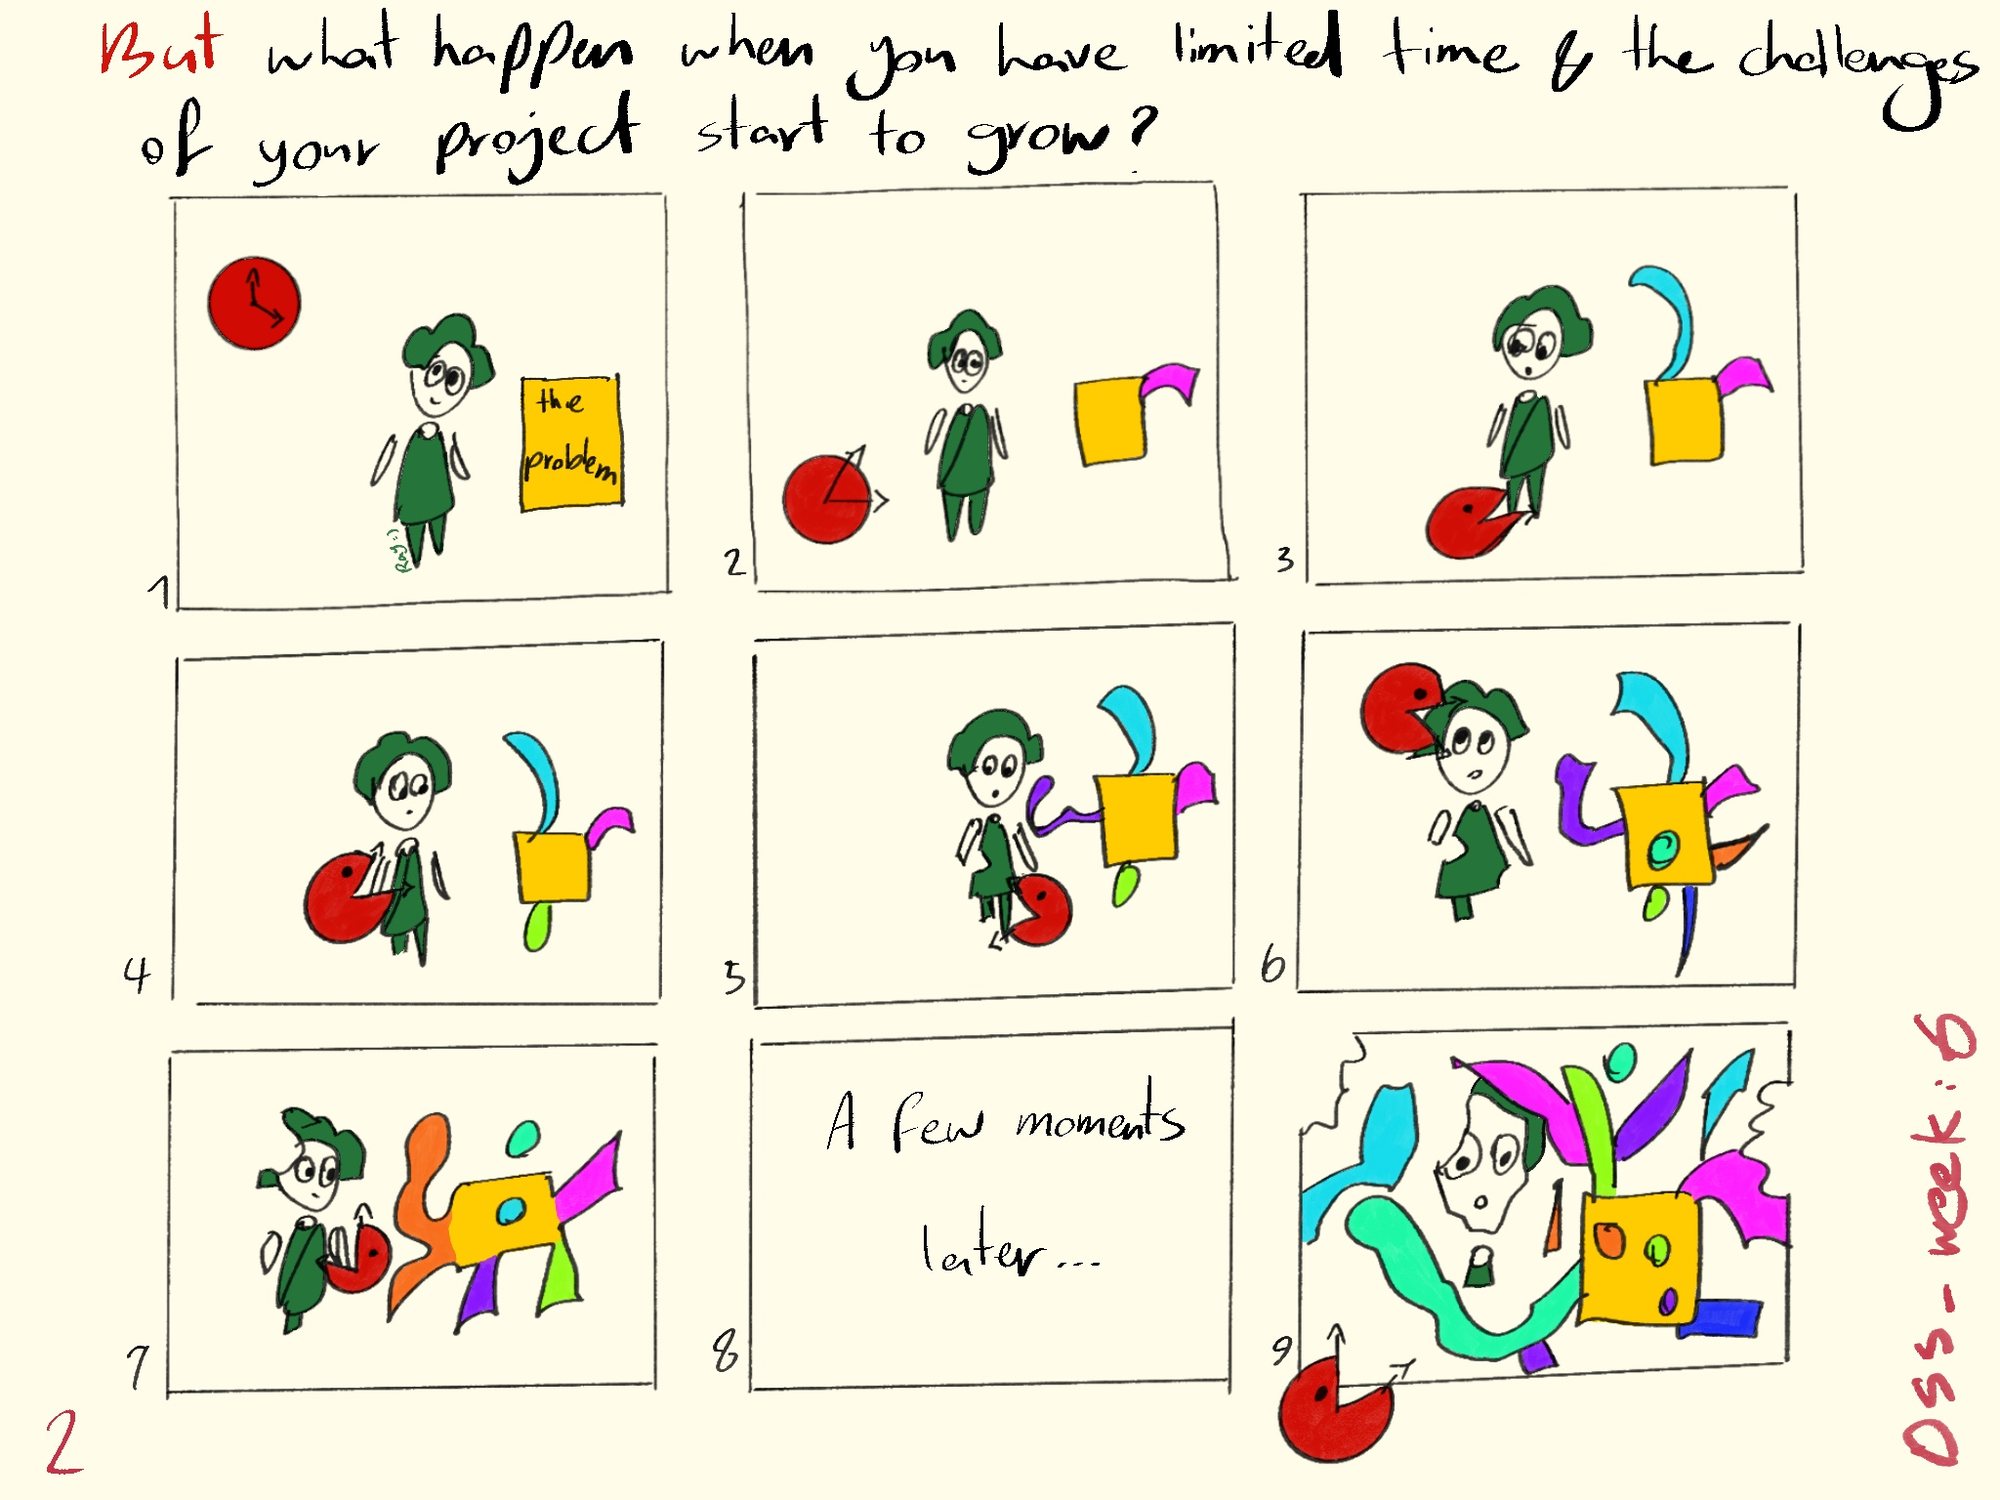 But what happen when you have limited time & the challenges
of your project start to grow?
the
problem
Ray:)
1
2
3
4
5
6
7
A few moments
later...
8
9
2
Oss-week:6